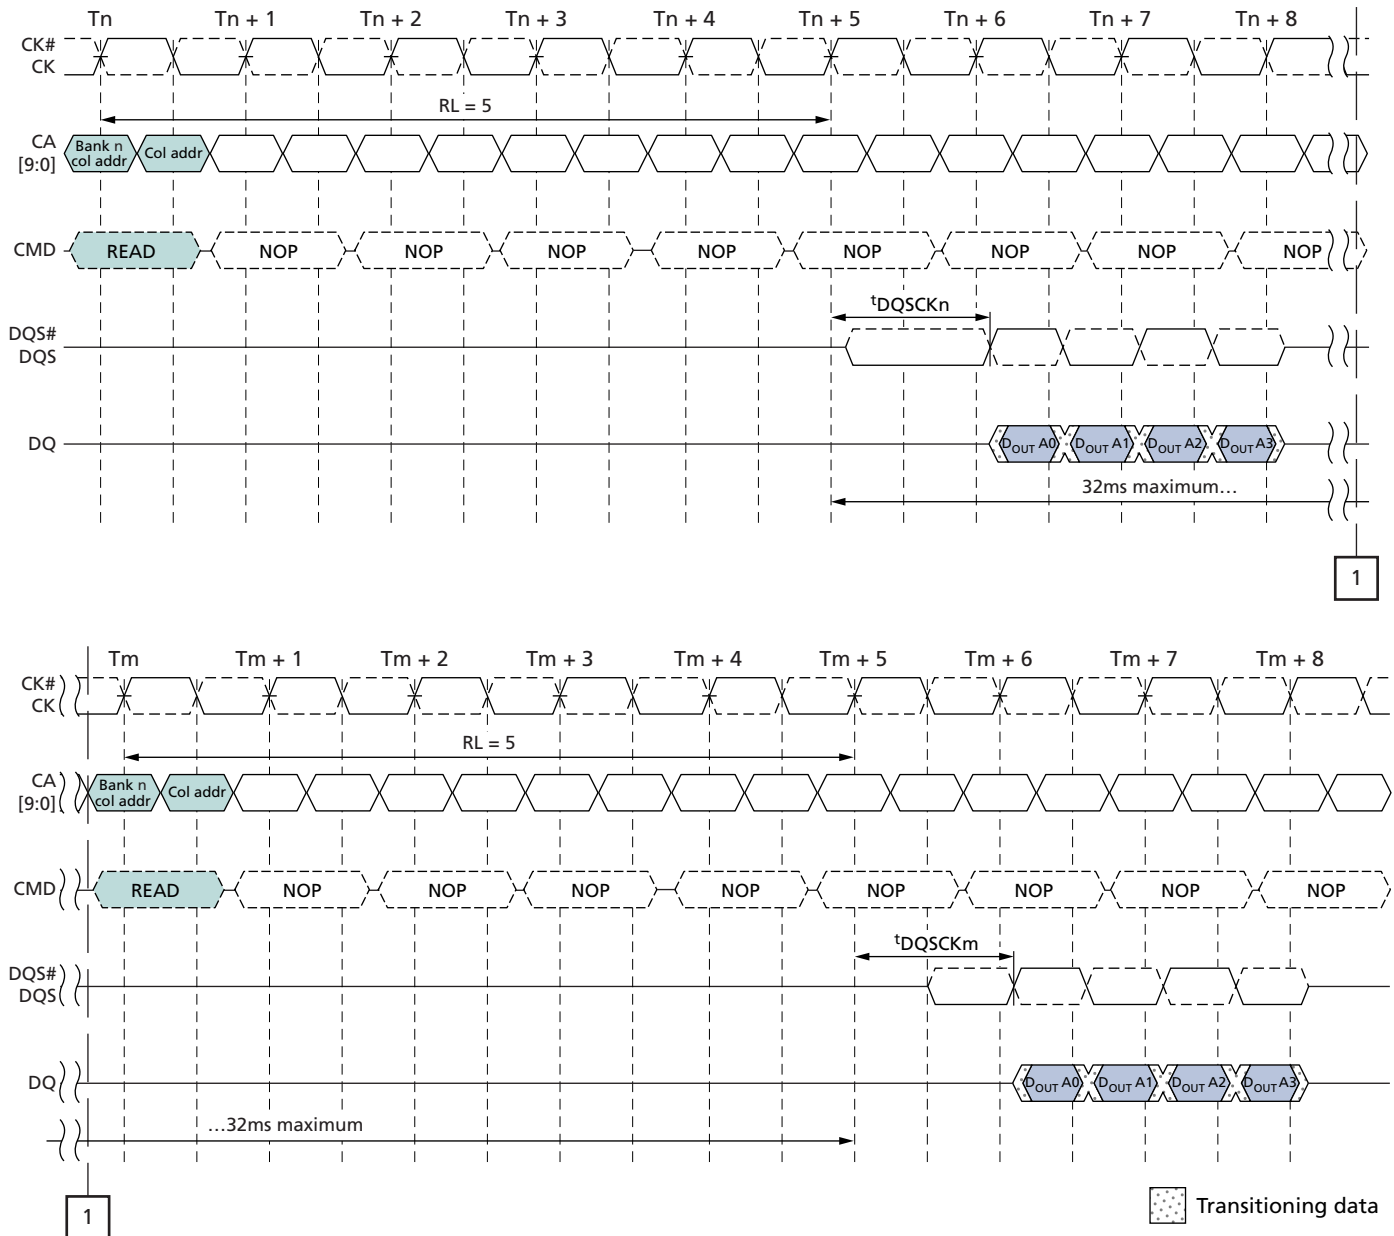 Tn Tn + 1 Tn + 2 Tn + 3 Tn + 4 Tn + 5 Tn + 6 Tn + 7 Tn + 8
CK#
CK
RL = 5
CA
[9:0]
Bank n
col addr
Col addr
CMD READ NOP NOP NOP NOP NOP NOP NOP NOP
tDQSCKn
DQS#
DQS
DQ DOUT A0 DOUT A1 DOUT A2 DOUT A3
32ms maximum…
1
Tm Tm + 1 Tm + 2 Tm + 3 Tm + 4 Tm + 5 Tm + 6 Tm + 7 Tm + 8
CK#
CK
RL = 5
CA
[9:0]
Bank n
col addr
Col addr
CMD READ NOP NOP NOP NOP NOP NOP NOP NOP
tDQSCKm
DQS#
DQS
DQ DOUT A0 DOUT A1 DOUT A2 DOUT A3
…32ms maximum
1
Transitioning data